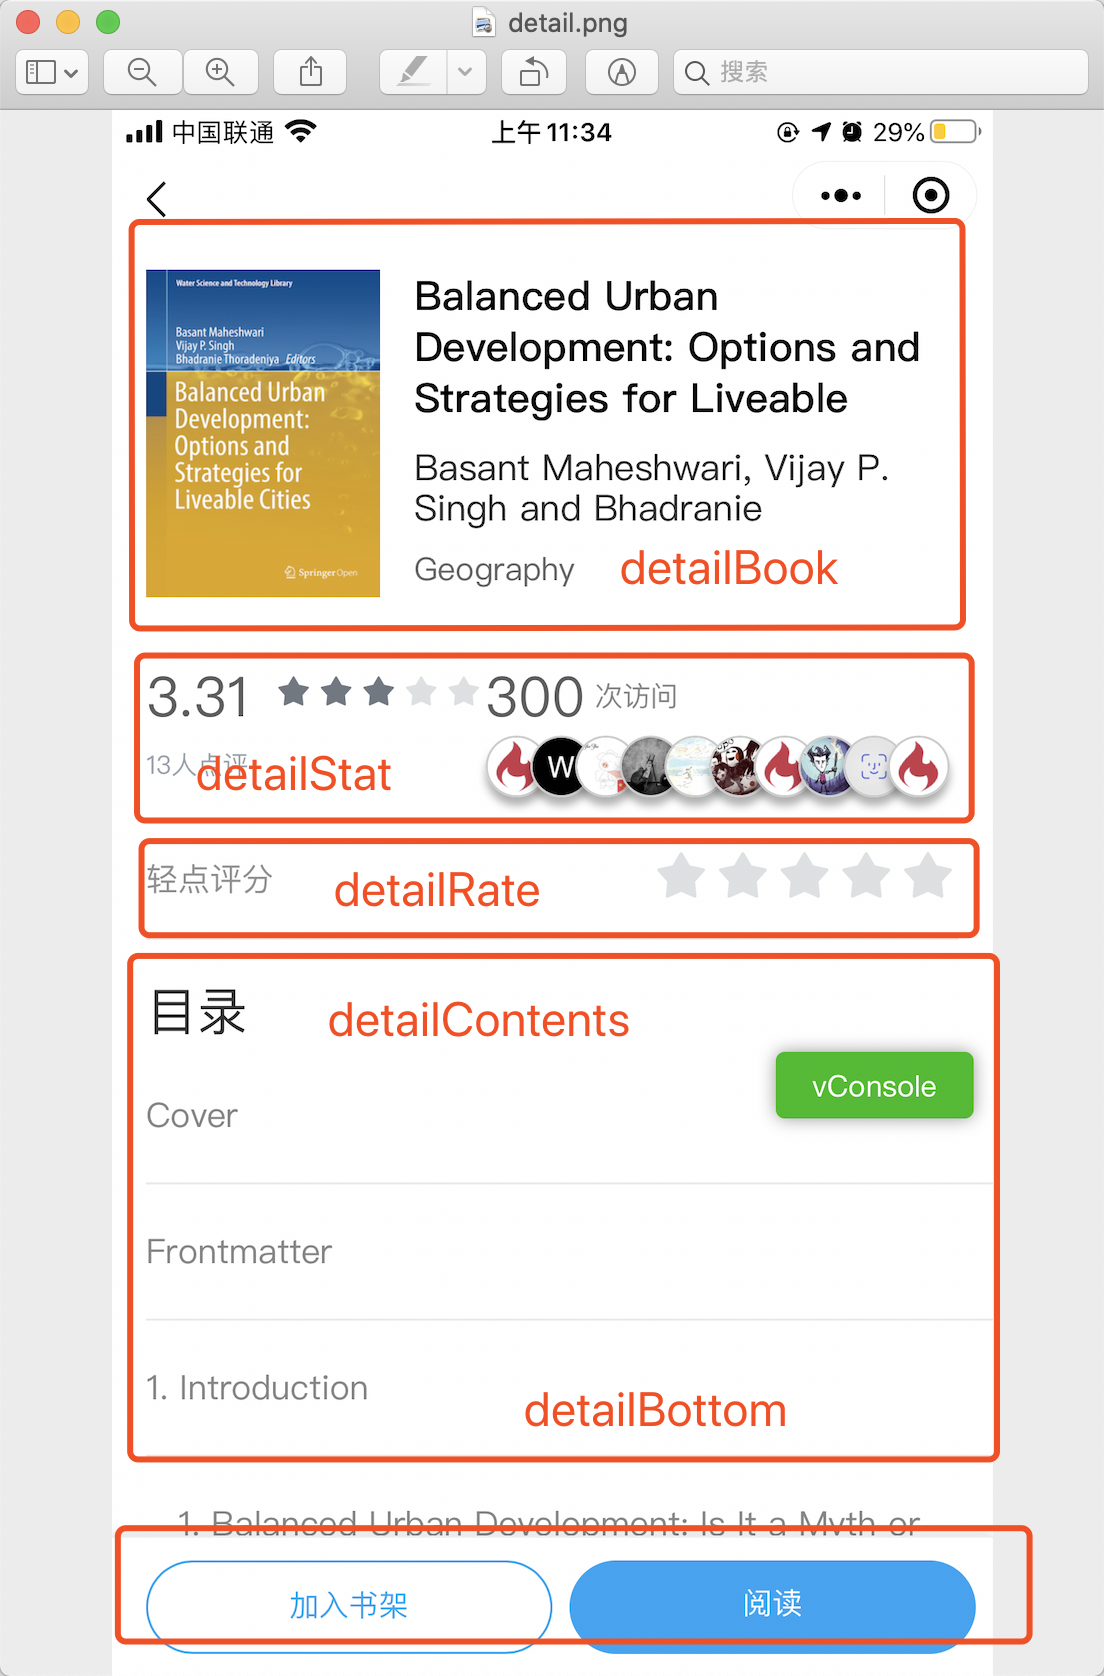 detail.png
搜索
中国联通
上午11:34
29%
Water Science and Technology Library
Basant Maheshwari
Vijay P. Singh
Bhadranie Thoradeniya Editors
Balanced Urban
Development:
Options and
Strategies for
Liveable Cities
Springer Open
Balanced Urban
Development: Options and
Strategies for Liveable
Basant Maheshwari, Vijay P.
Singh and Bhadranie
Geography
detailBook
3.31
300 次访问
13人点评
detailStat
W
轻点评分
detailRate
目录
detailContents
vConsole
Cover
Frontmatter
1. Introduction
detailBottom
1. Balanced Urban Development: Is It a Myth or
加入书架
阅读